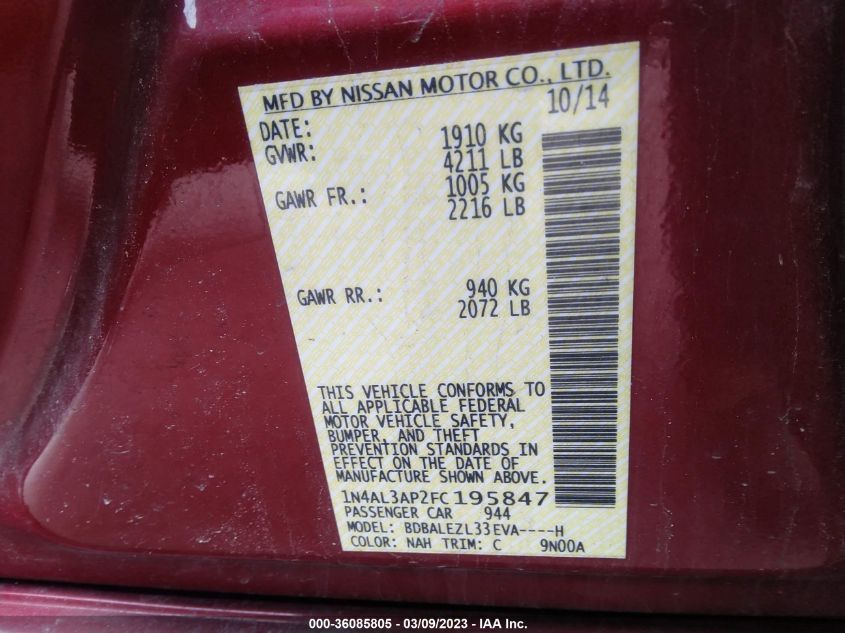 MFD BY NISSAN MOTOR CO., LTD.
DATE: 10/14
GVWR: 1910 KG
4211 LB
GAWR FR.: 1005 KG
2216 LB
GAWR RR.: 940 KG
2072 LB
THIS VEHICLE CONFORMS TO
ALL APPLICABLE FEDERAL
MOTOR VEHICLE SAFETY,
BUMPER, AND THEFT
PREVENTION STANDARDS IN
EFFECT ON THE DATE OF
MANUFACTURE SHOWN ABOVE.
1N4AL3AP2FC195847
PASSENGER CAR 944
MODEL: BDBALEZL33EVA----H
COLOR: NAH TRIM: C 9N00A
000-36085805 - 03/09/2023 - IAA Inc.